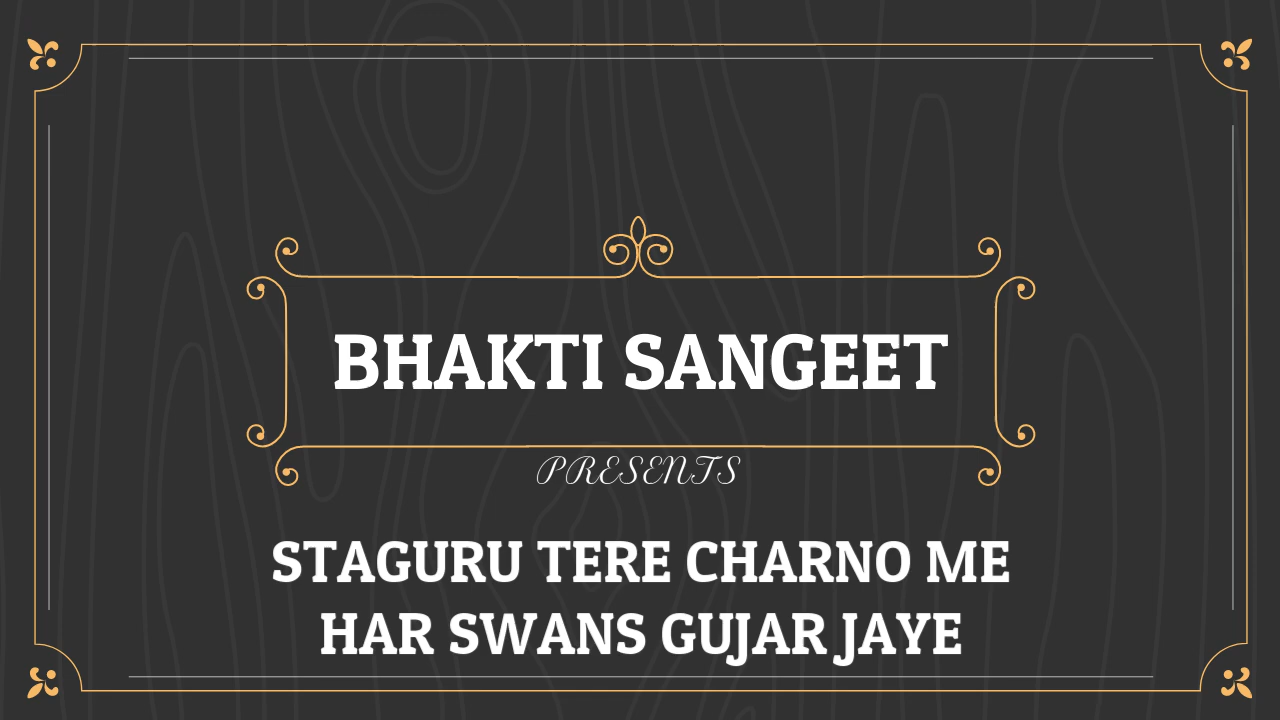 BHAKTI SANGEET
PRESENTS
STAGURU TERE CHARNO ME
HAR SWANS GUJAR JAYE